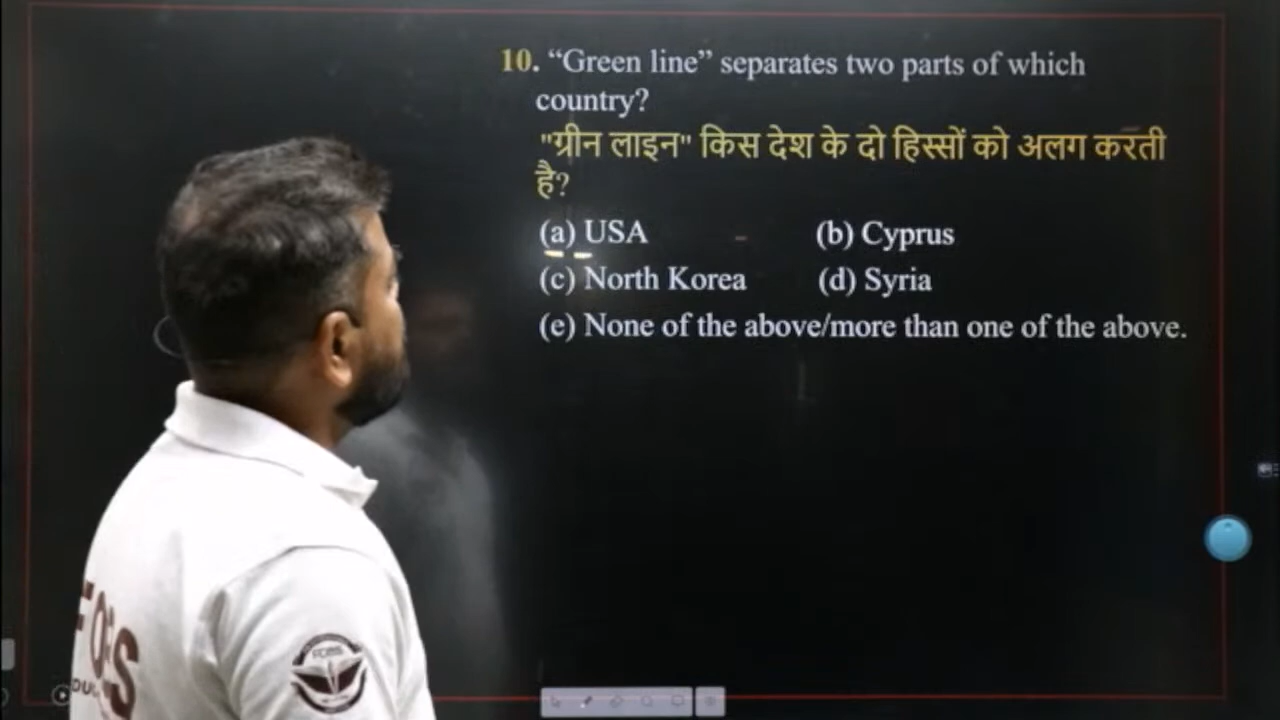 10. “Green line” separates two parts of which
country?
"ग्रीन लाइन" किस देश के दो हिस्सों को अलग करती
है?
(a) USA (b) Cyprus
(c) North Korea (d) Syria
(e) None of the above/more than one of the above.